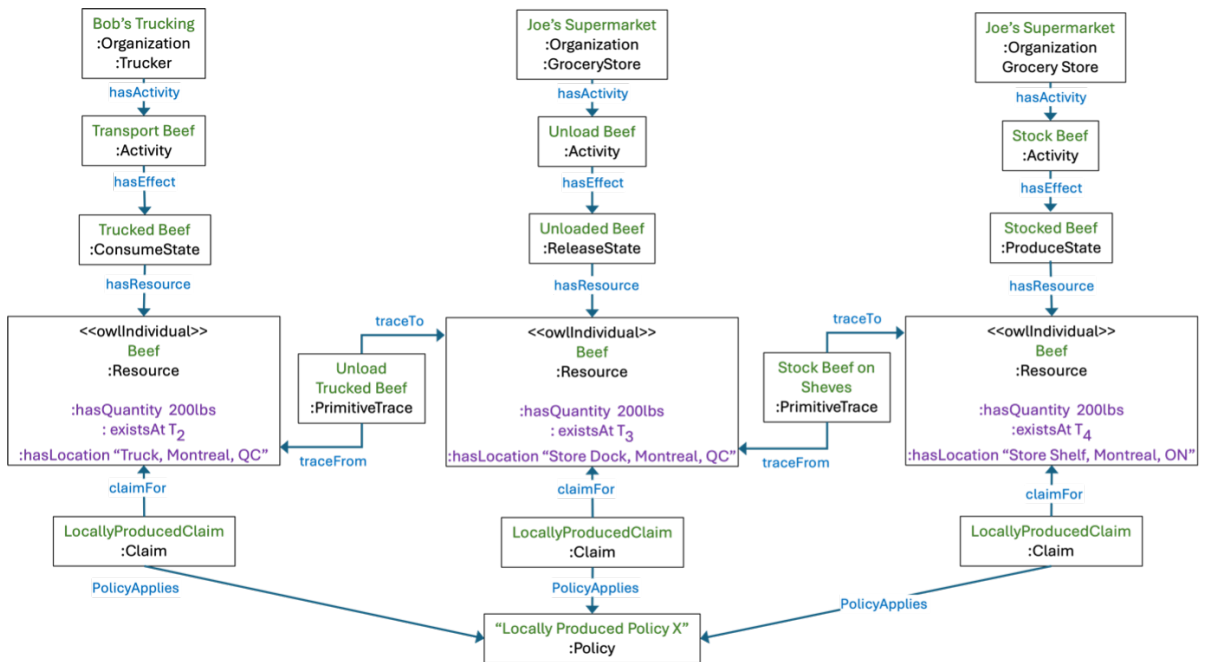 Bob's Trucking
:Organization
:Trucker
hasActivity
Transport Beef
:Activity
hasEffect
Trucked Beef
:ConsumeState
hasResource
<<owlIndividual>>
Beef
:Resource
:hasQuantity 200lbs
: existsAt T2
:hasLocation “Truck, Montreal, QC”
claimFor
LocallyProducedClaim
:Claim
PolicyApplies
traceTo
Unload
Trucked Beef
:PrimitiveTrace
traceFrom
Joe's Supermarket
:Organization
:GroceryStore
hasActivity
Unload Beef
:Activity
hasEffect
Unloaded Beef
:ReleaseState
hasResource
<<owlIndividual>>
Beef
:Resource
:hasQuantity 200lbs
: existsAt T3
:hasLocation “Store Dock, Montreal, QC”
claimFor
LocallyProducedClaim
:Claim
PolicyApplies
“Locally Produced Policy X”
:Policy
traceTo
Stock Beef on
Sheves
:PrimitiveTrace
traceFrom
Joe's Supermarket
:Organization
Grocery Store
hasActivity
Stock Beef
:Activity
hasEffect
Stocked Beef
:ProduceState
hasResource
<<owlIndividual>>
Beef
:Resource
:hasQuantity 200lbs
:existsAt T4
:hasLocation “Store Shelf, Montreal, ON”
claimFor
LocallyProducedClaim
:Claim
PolicyApplies